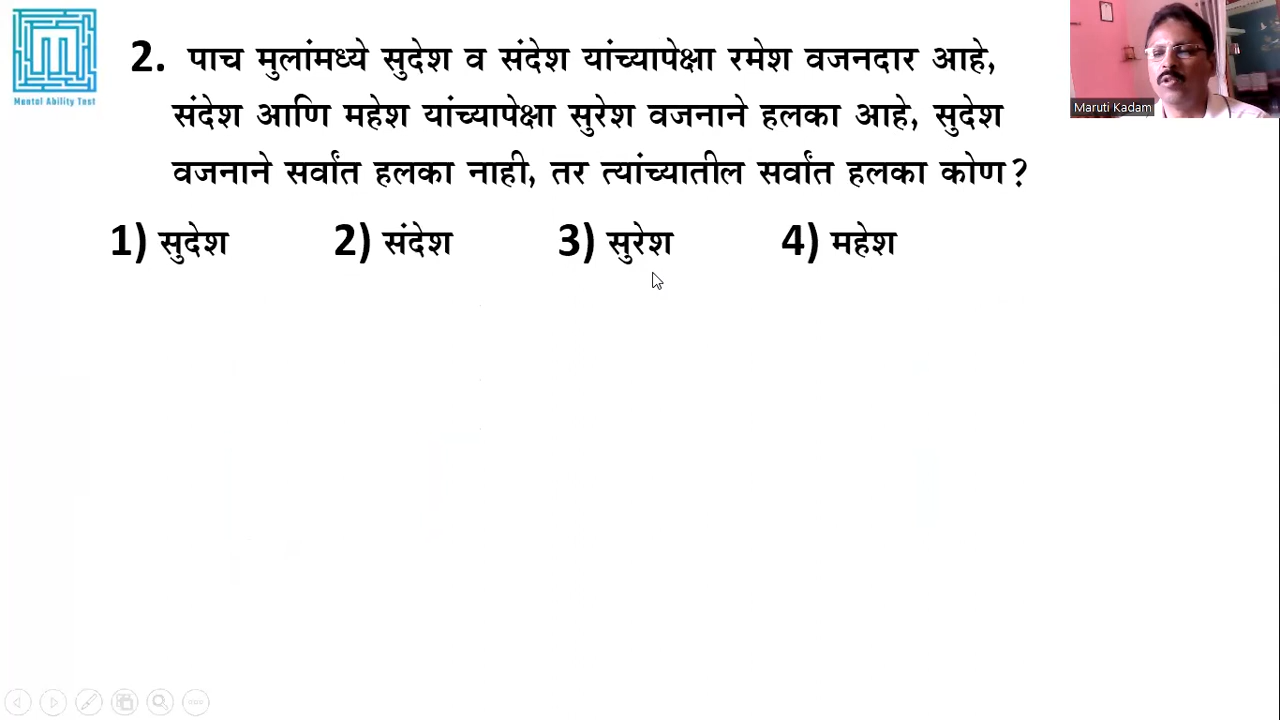 Mental Ability Test
2. पाच मुलांमध्ये सुदेश व संदेश यांच्यापेक्षा रमेश वजनदार आहे,
संदेश आणि महेश यांच्यापेक्षा सुरेश वजनाने हलका आहे, सुदेश
वजनाने सर्वांत हलका नाही, तर त्यांच्यातील सर्वांत हलका कोण?
1) सुदेश 2) संदेश 3) सुरेश 4) महेश
Maruti Kadam